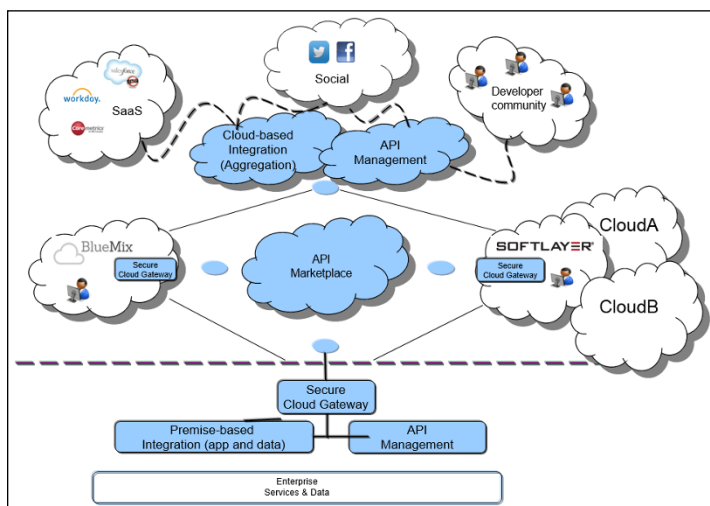 Social
SaaS
workday.
Coremetrics
Developer
community
Cloud-based
Integration
(Aggregation)
API
Management
BlueMix
Secure
Cloud Gateway
API
Marketplace
SOFTLAYER®
Secure
Cloud Gateway
CloudA
CloudB
Secure
Cloud Gateway
Premise-based
Integration (app and data)
API
Management
Enterprise
Services & Data